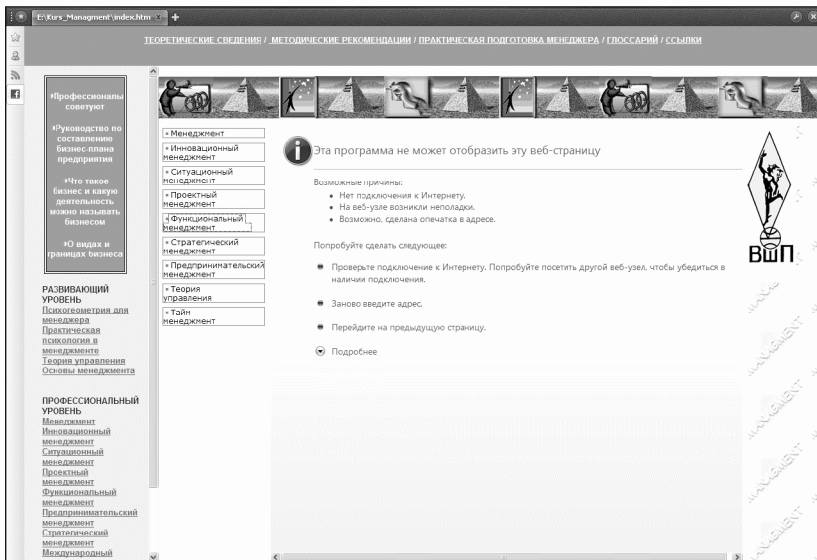 E:\Kurs_Managment\index.htm
ТЕОРЕТИЧЕСКИЕ СВЕДЕНИЯ / МЕТОДИЧЕСКИЕ РЕКОМЕНДАЦИИ / ПРАКТИЧЕСКАЯ ПОДГОТОВКА МЕНЕДЖЕРА / ГЛОССАРИЙ / ССЫЛКИ
Профессионалы
советуют
Руководство по
составлению
бизнес-плана
предприятия
Что такое
бизнес и какую
деятельность
можно называть
бизнесом
О видах и
границах бизнеса
РАЗВИВАЮЩИЙ
УРОВЕНЬ
Психогеометрия для
менеджера
Практическая
психология в
менеджменте
Теория управления
Основы менеджмента
ПРОФЕССИОНАЛЬНЫЙ
УРОВЕНЬ
Менеджмент
Инновационный
менеджмент
Ситуационный
менеджмент
Проектный
менеджмент
Функциональный
менеджмент
Предпринимательский
менеджмент
Стратегический
менеджмент
Международный
Менеджмент
Инновационный
менеджмент
Ситуационный
менеджмент
Проектный
менеджмент
Функциональный
менеджмент
Стратегический
менеджмент
Предпринимательский
менеджмент
Теория
управления
Тайм
менеджмент
Эта программа не может отобразить эту веб-страницу
Возможные причины:
Нет подключения к Интернету.
На веб-узле возникли неполадки.
Возможно, сделана опечатка в адресе.
Попробуйте сделать следующее:
Проверьте подключение к Интернету. Попробуйте посетить другой веб-узел, чтобы убедиться в
наличии подключения.
Заново введите адрес.
Перейдите на предыдущую страницу.
Подробнее
ВШП
MANAGMENT
MANAGMENT
MANAGMENT
MANAGMENT